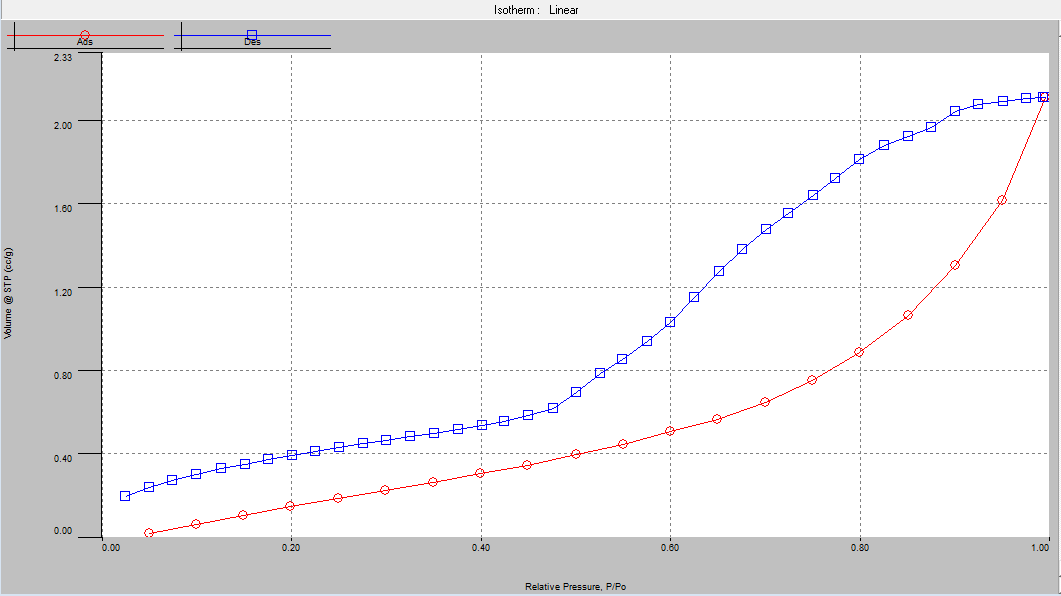 Isotherm : Linear
Ads Des
2.33
2.00
1.60
1.20
0.80
0.40
0.00
Volume @ STP (cc/g)
0.00 0.20 0.40 0.60 0.80 1.00
Relative Pressure, P/Po